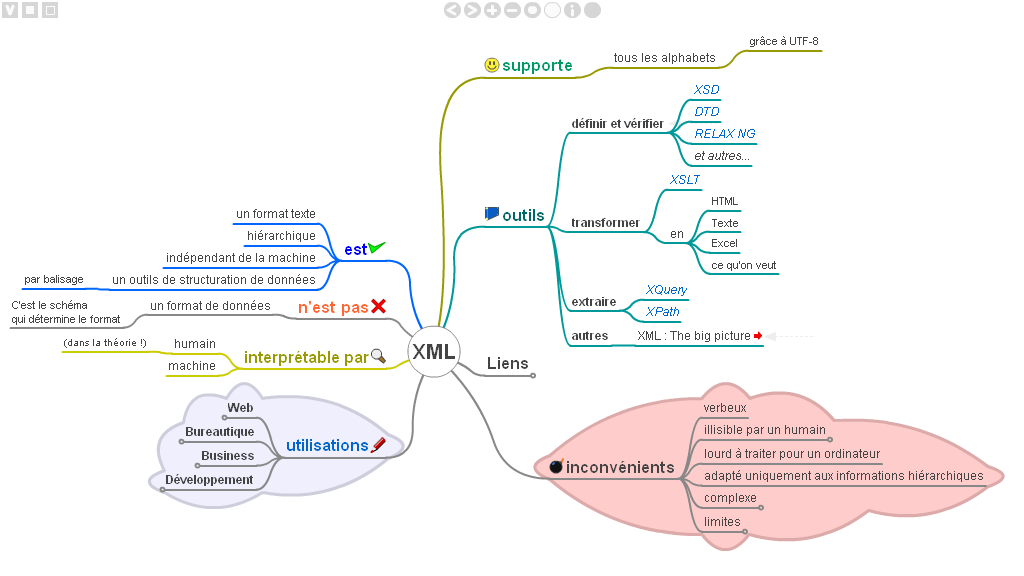 XML
supporte
tous les alphabets
grâce à UTF-8
outils
définir et vérifier
XSD
DTD
RELAX NG
et autres...
transformer
XSLT
en
HTML
Texte
Excel
ce qu'on veut
extraire
XQuery
XPath
autres
XML : The big picture
Liens
inconvénients
verbeux
illisible par un humain
lourd à traiter pour un ordinateur
adapté uniquement aux informations hiérarchiques
complexe
limites
est
un format texte
hiérarchique
indépendant de la machine
un outils de structuration de données
par balisage
n'est pas
un format de données
C'est le schéma
qui détermine le format
interprétable par
humain
(dans la théorie !)
machine
utilisations
Web
Bureautique
Business
Développement